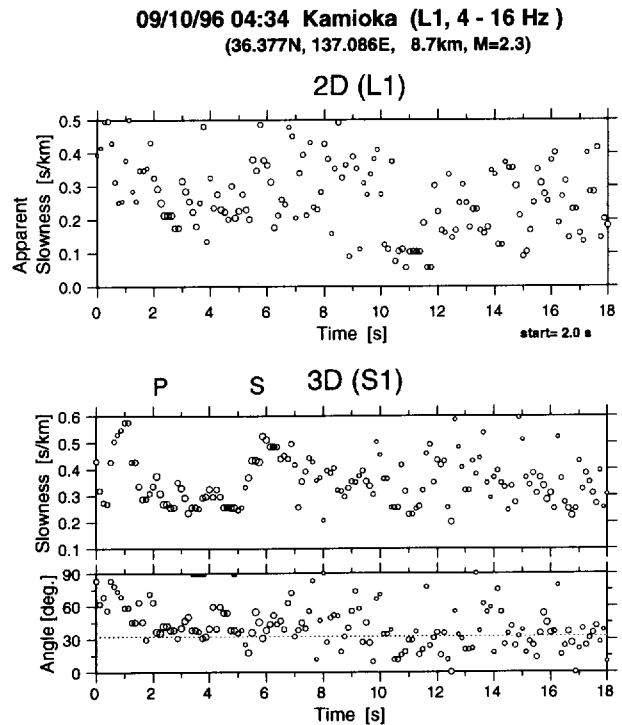 09/10/96 04:34 Kamioka (L1, 4 - 16 Hz )
(36.377N, 137.086E, 8.7km, M=2.3)
2D (L1)
Apparent
Slowness [s/km]
0.5
0.4
0.3
0.2
0.1
0.0
0 2 4 6 8 10 12 14 16 18
Time [s]
start= 2.0 s
P S 3D (S1)
Slowness [s/km]
0.6
0.5
0.4
0.3
0.2
0.1
Angle [deg.]
90
60
30
0
0 2 4 6 8 10 12 14 16 18
Time [s]